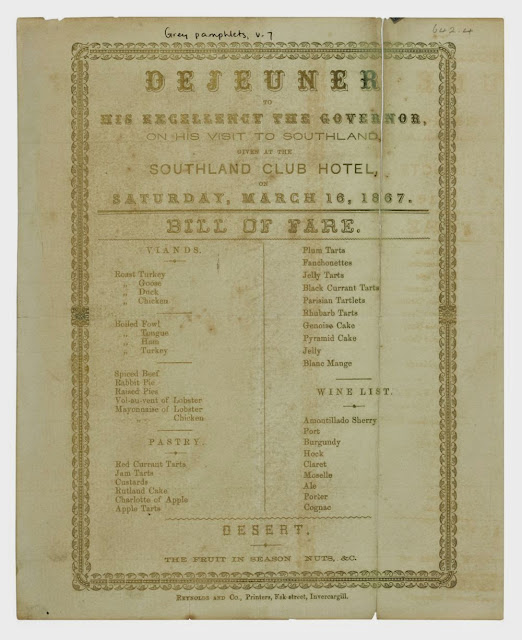 Grey pamphlets, v. 7
642.4
DEJEUNER
TO
HIS EXCELLENCY THE GOVERNOR,
ON HIS VISIT TO SOUTHLAND,
GIVEN AT THE
SOUTHLAND CLUB HOTEL,
ON
SATURDAY, MARCH 16, 1867.
BILL OF FARE.
VIANDS.
Roast Turkey
„ Goose
„ Duck
„ Chicken
Boiled Fowl
„ Tongue
„ Ham
„ Turkey
Spiced Beef
Rabbit Pie
Raised Pies
Vol-au-vent of Lobster
Mayonnaise of Lobster
„ Chicken
PASTRY.
Red Currant Tarts
Jam Tarts
Custards
Rutland Cake
Charlotte of Apple
Apple Tarts
Plum Tarts
Fanchonettes
Jelly Tarts
Black Currant Tarts
Parisian Tartlets
Rhubarb Tarts
Genoise Cake
Pyramid Cake
Jelly
Blanc Mange
WINE LIST.
Amontillado Sherry
Port
Burgundy
Hock
Claret
Moselle
Ale
Porter
Cognac
DESERT.
THE FRUIT IN SEASON NUTS, &C.
REYNOLDS AND CO., Printers, Esk-street, Invercargill.